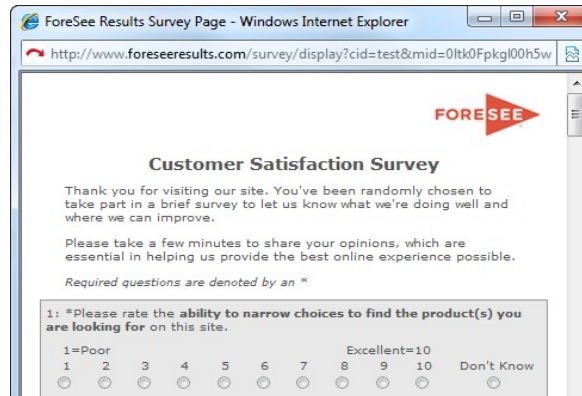 ForeSee Results Survey Page - Windows Internet Explorer
http://www.foreseeresults.com/survey/display?cid=test&mid=0ltk0Fpkgl00h5w
FORESEE
Customer Satisfaction Survey
Thank you for visiting our site. You've been randomly chosen to
take part in a brief survey to let us know what we're doing well and
where we can improve.
Please take a few minutes to share your opinions, which are
essential in helping us provide the best online experience possible.
Required questions are denoted by an *
1: *Please rate the ability to narrow choices to find the product(s) you
are looking for on this site.
1=Poor Excellent=10
1 2 3 4 5 6 7 8 9 10 Don't Know